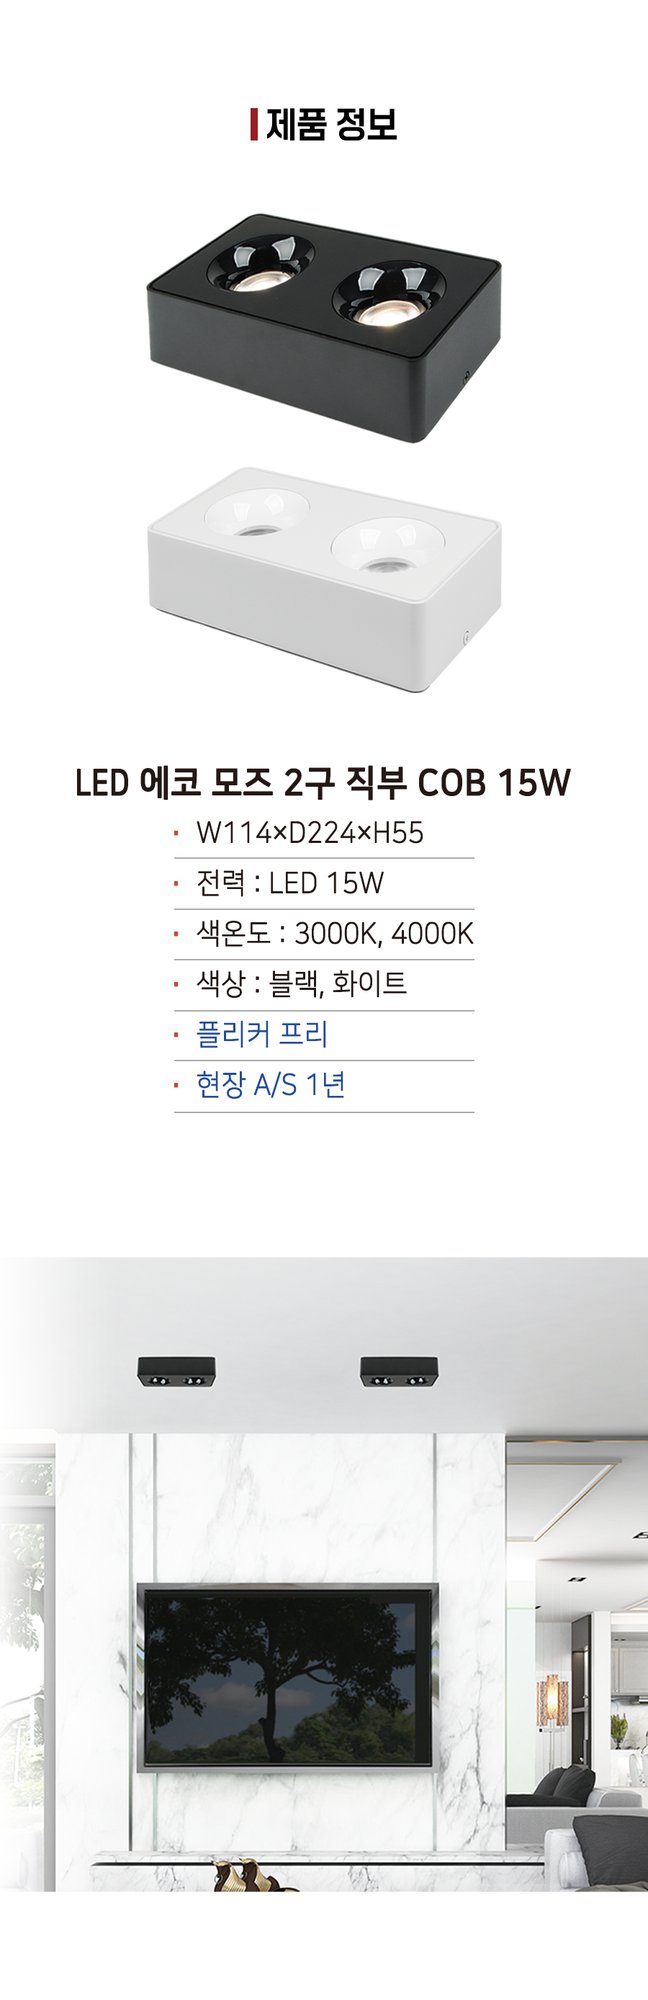 제품 정보
LED 에코 모즈 2구 직부 COB 15W
· W114×D224×H55
· 전력 : LED 15W
· 색온도 : 3000K, 4000K
· 색상 : 블랙, 화이트
· 플리커 프리
· 현장 A/S 1년